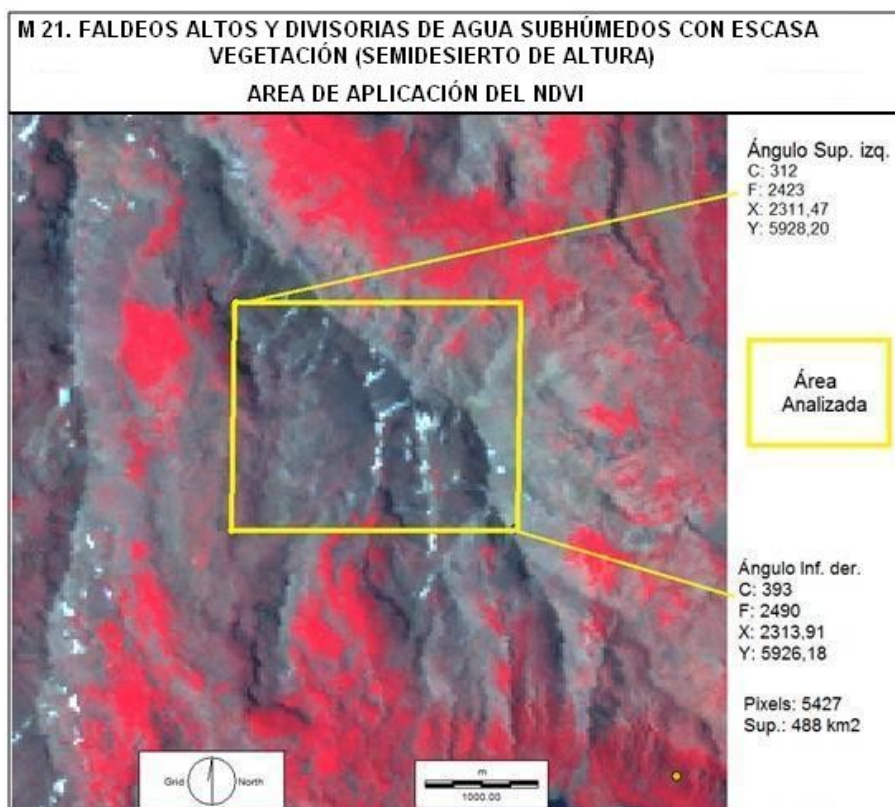 M 21. FALDEOS ALTOS Y DIVISORIAS DE AGUA SUBHÚMEDOS CON ESCASA
VEGETACIÓN (SEMIDESIERTO DE ALTURA)
AREA DE APLICACIÓN DEL NDVI
Ángulo Sup. izq.
C: 312
F: 2423
X: 2311,47
Y: 5928,20
Área
Analizada
Ángulo Inf. der.
C: 393
F: 2490
X: 2313,91
Y: 5926,18
Pixels: 5427
Sup.: 488 km2
Grid North
m
1000.00